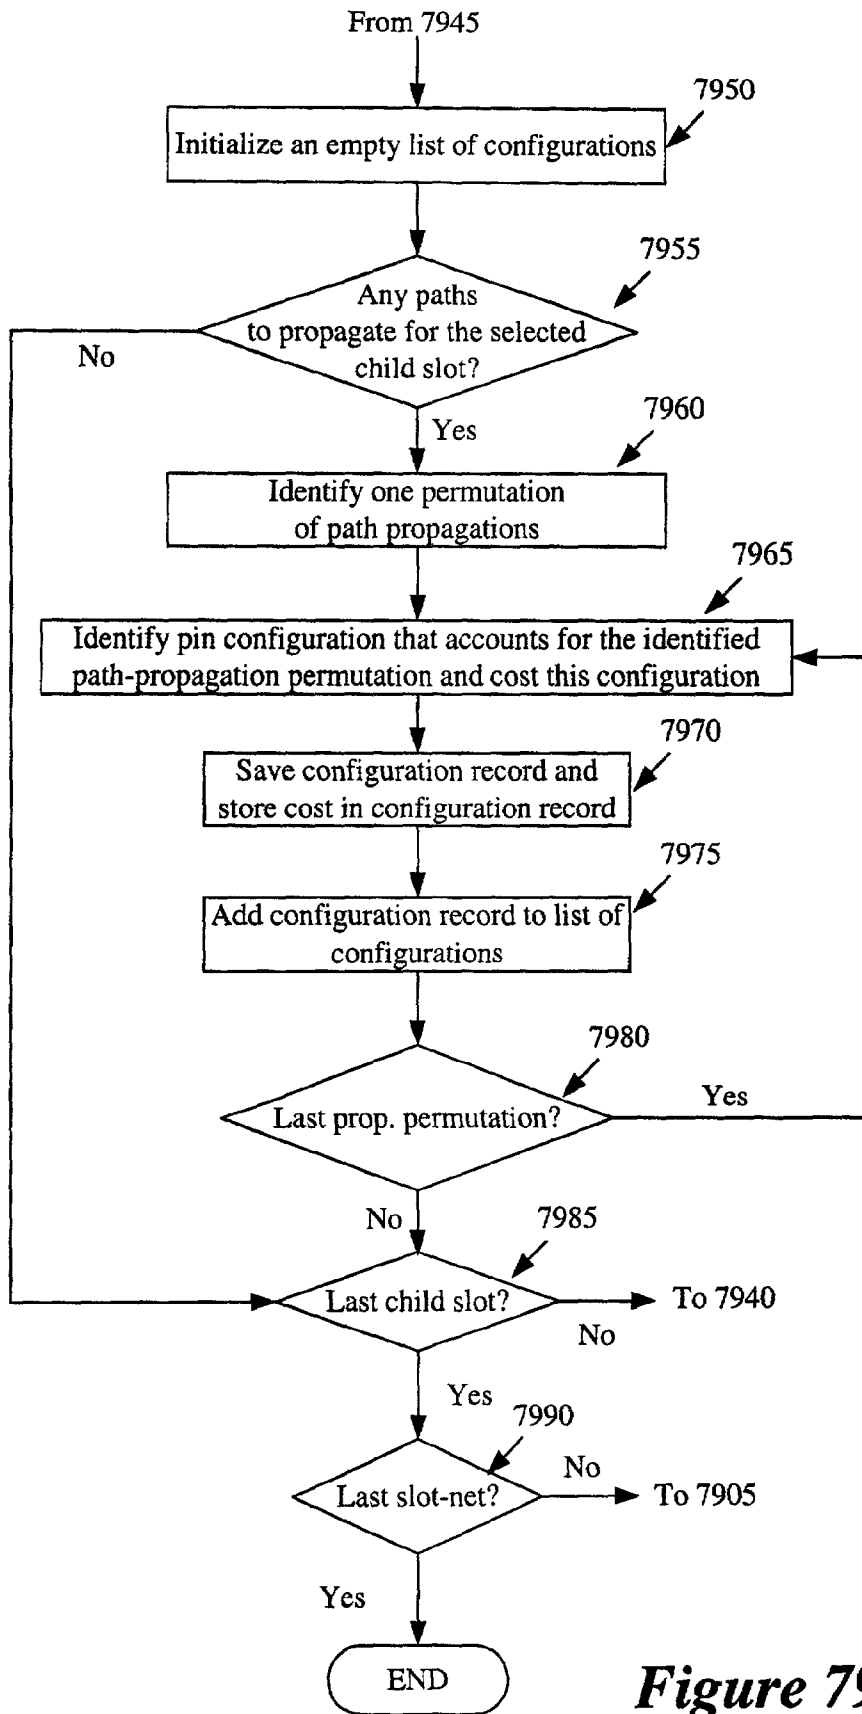 From 7945
7950
Initialize an empty list of configurations
7955
Any paths
to propagate for the selected
child slot?
No
Yes
7960
Identify one permutation
of path propagations
7965
Identify pin configuration that accounts for the identified
path-propagation permutation and cost this configuration
7970
Save configuration record and
store cost in configuration record
7975
Add configuration record to list of
configurations
7980
Last prop. permutation?
Yes
No
7985
Last child slot?
To 7940
No
Yes
7990
Last slot-net?
No
To 7905
Yes
END
Figure 79